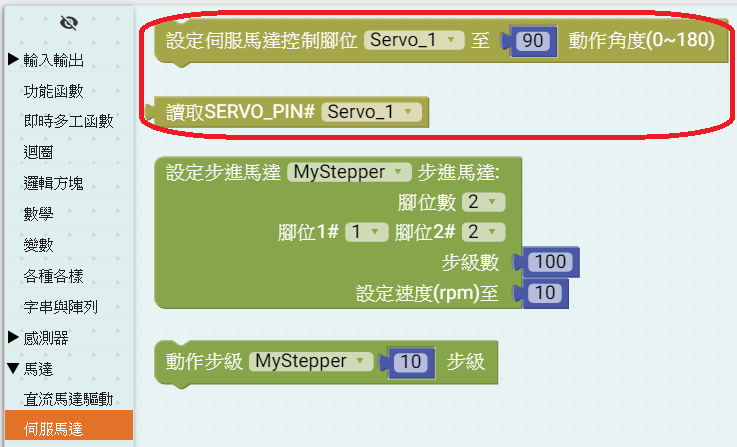 輸入輸出
功能函數
即時多工函數
迴圈
邏輯方塊
數學
變數
各種各樣
字串與陣列
感測器
馬達
直流馬達驅動
伺服馬達
設定伺服馬達控制腳位 Servo_1 至 90 動作角度(0~180)
讀取SERVO_PIN# Servo_1
設定步進馬達 MyStepper 步進馬達:
腳位數 2
腳位1# 1 腳位2# 2
步級數 100
設定速度(rpm)至 10
動作步級 MyStepper 10 步級